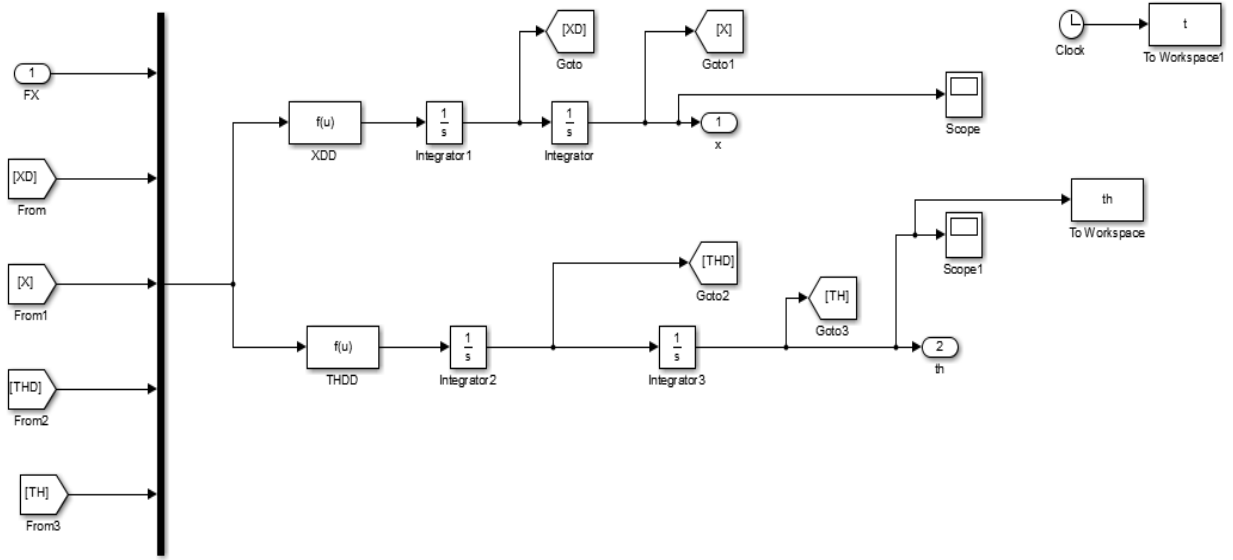 [XD]
Goto
[X]
Goto1
Clock
t
To Workspace1
1
FX
f(u)
XDD
1
s
Integrator1
1
s
Integrator
1
x
Scope
[XD]
From
th
To Workspace
Scope1
[X]
From1
[THD]
Goto2
[TH]
Goto3
f(u)
THDD
1
s
Integrator2
1
s
Integrator3
2
th
[THD]
From2
[TH]
From3